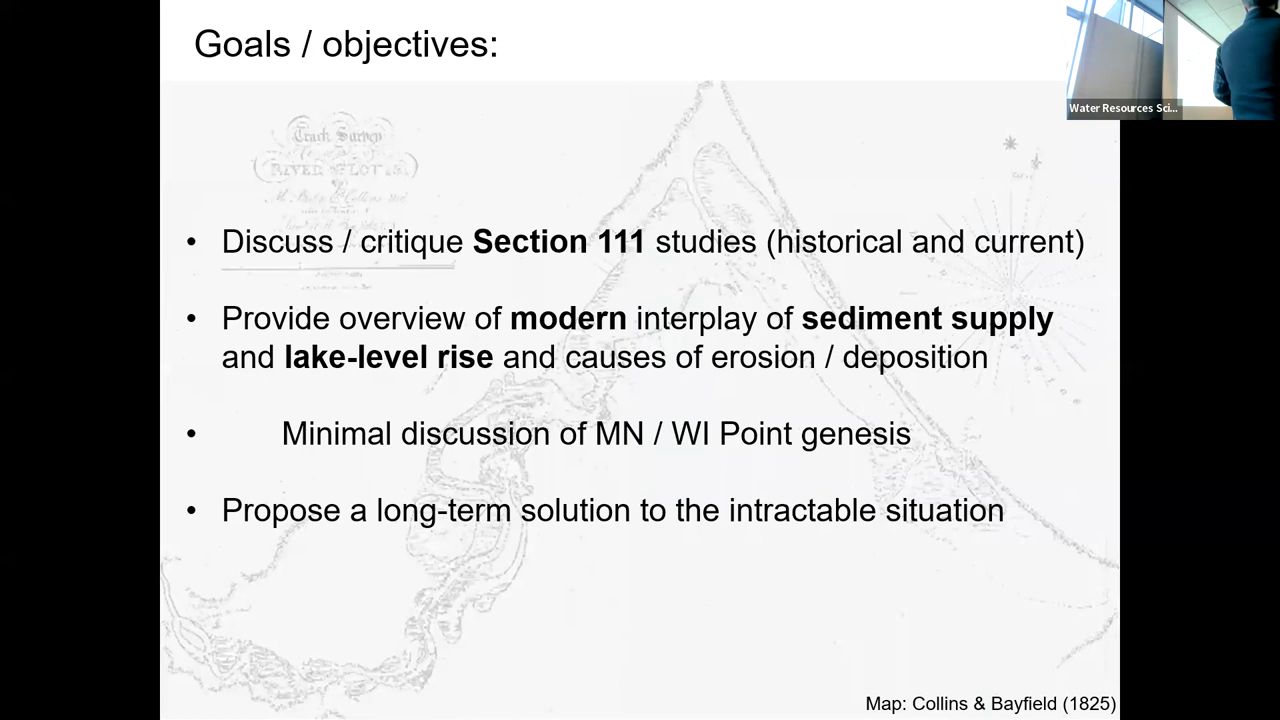 Goals / objectives:
Water Resources Sci...
Track Survey
• Discuss / critique Section 111 studies (historical and current)
• Provide overview of modern interplay of sediment supply
and lake-level rise and causes of erosion / deposition
• Minimal discussion of MN / WI Point genesis
• Propose a long-term solution to the intractable situation
Map: Collins & Bayfield (1825)